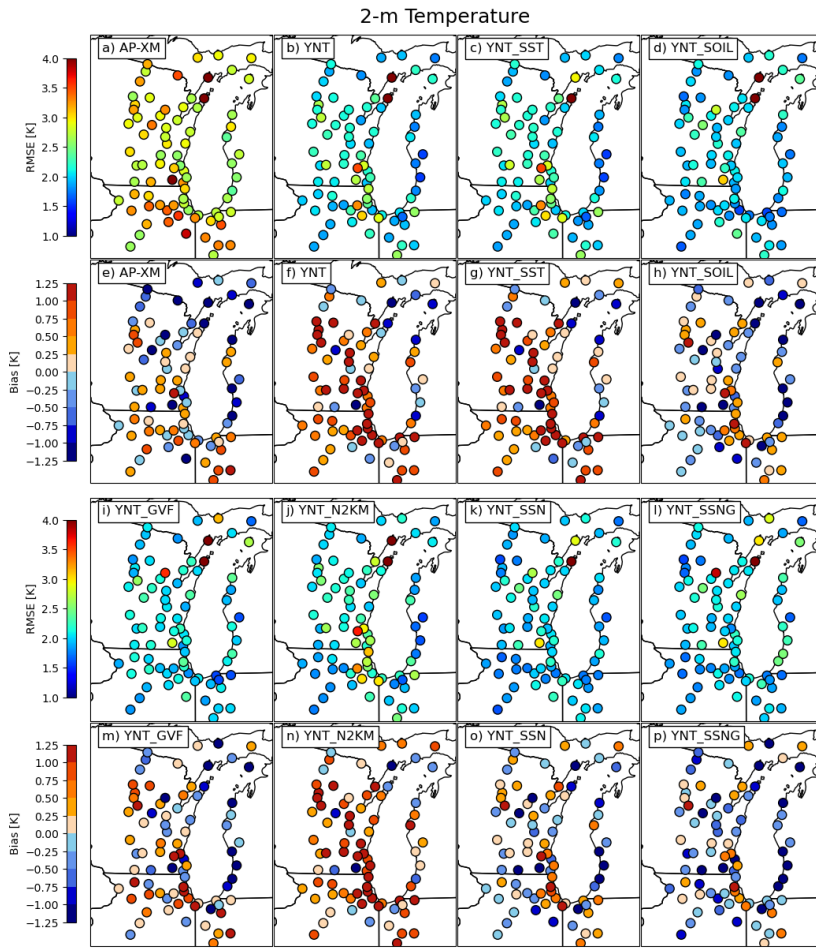 2-m Temperature
a) AP-XM
b) YNT
c) YNT_SST
d) YNT_SOIL
RMSE [K]
4.0
3.5
3.0
2.5
2.0
1.5
1.0
e) AP-XM
f) YNT
g) YNT_SST
h) YNT_SOIL
Bias [K]
1.25
1.00
0.75
0.50
0.25
0.00
−0.25
−0.50
−0.75
−1.00
−1.25
i) YNT_GVF
j) YNT_N2KM
k) YNT_SSN
l) YNT_SSNG
RMSE [K]
4.0
3.5
3.0
2.5
2.0
1.5
1.0
m) YNT_GVF
n) YNT_N2KM
o) YNT_SSN
p) YNT_SSNG
Bias [K]
1.25
1.00
0.75
0.50
0.25
0.00
−0.25
−0.50
−0.75
−1.00
−1.25